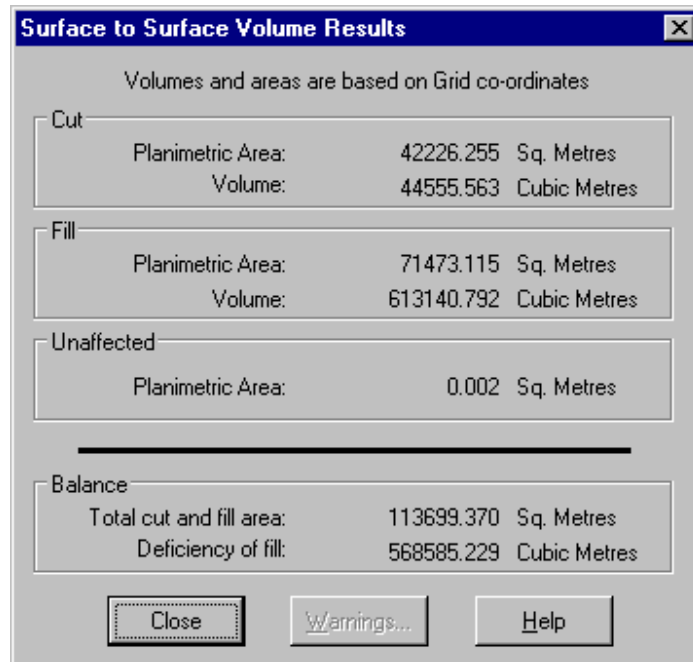 Surface to Surface Volume Results
Volumes and areas are based on Grid co-ordinates
Cut
Planimetric Area: 42226.255 Sq. Metres
Volume: 44555.563 Cubic Metres
Fill
Planimetric Area: 71473.115 Sq. Metres
Volume: 613140.792 Cubic Metres
Unaffected
Planimetric Area: 0.002 Sq. Metres
Balance
Total cut and fill area: 113699.370 Sq. Metres
Deficiency of fill: 568585.229 Cubic Metres
Close Warnings... Help